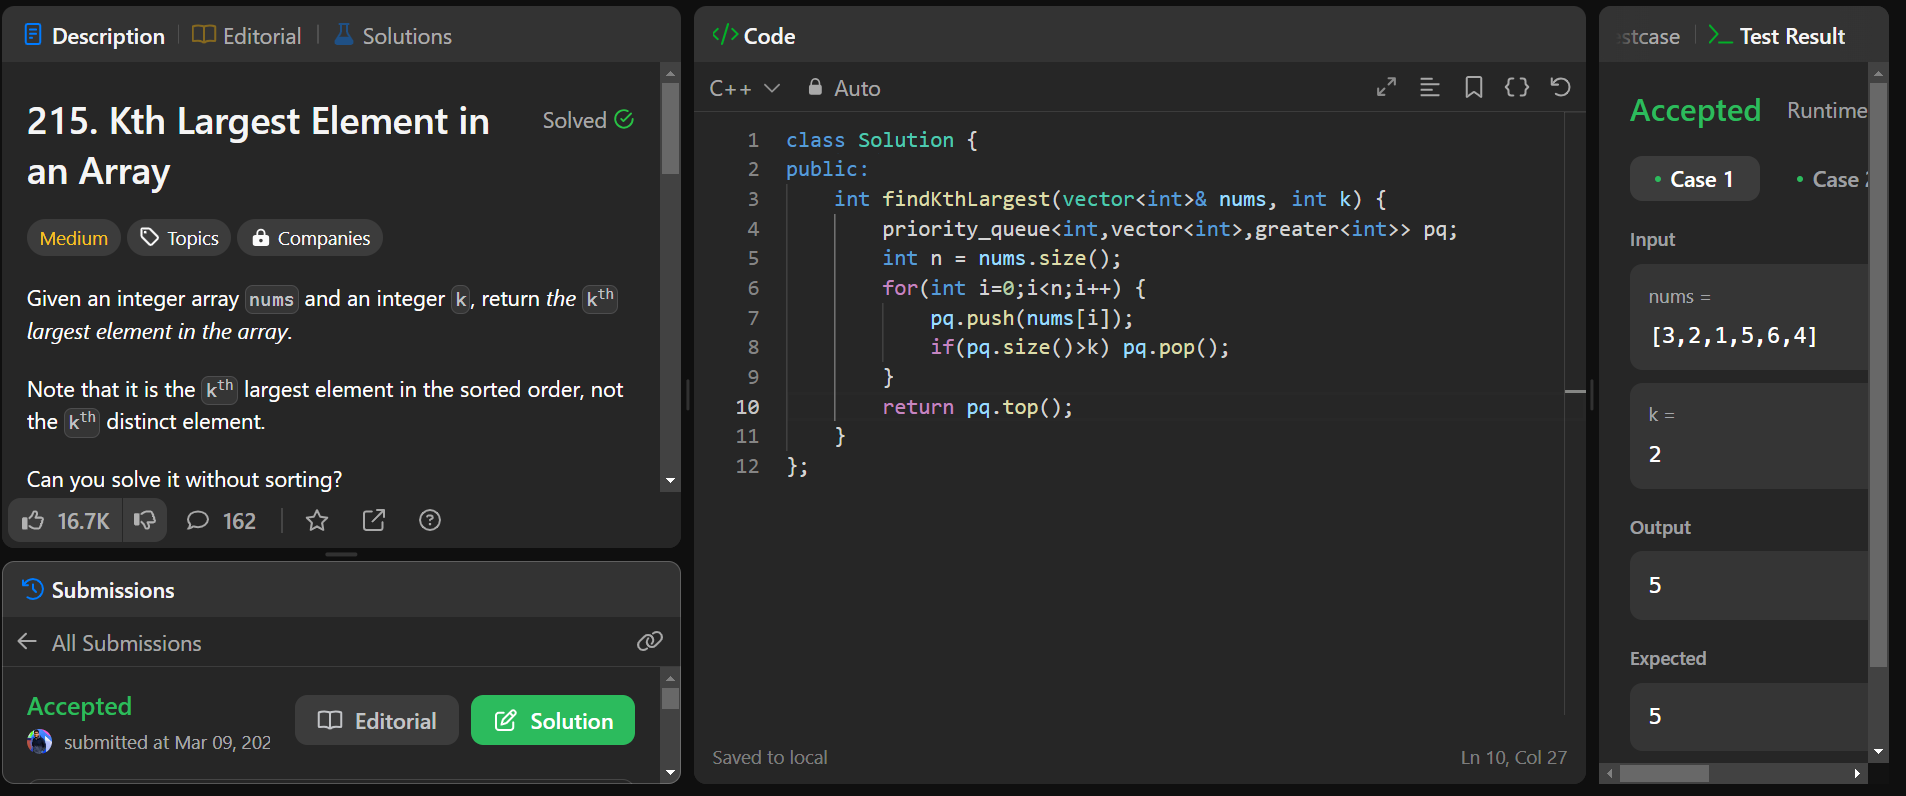 Description
Editorial
Solutions
215. Kth Largest Element in
an Array
Solved
Medium
Topics
Companies
Given an integer array nums and an integer k, return the kth
largest element in the array.
Note that it is the kth largest element in the sorted order, not
the kth distinct element.
Can you solve it without sorting?
16.7K
162
Submissions
All Submissions
Accepted
submitted at Mar 09, 202
Editorial
Solution
</> Code
C++
Auto
1 class Solution {
2 public:
3 int findKthLargest(vector<int>& nums, int k) {
4 priority_queue<int,vector<int>,greater<int>> pq;
5 int n = nums.size();
6 for(int i=0;i<n;i++) {
7 pq.push(nums[i]);
8 if(pq.size()>k) pq.pop();
9 }
10 return pq.top();
11 }
12 };
Saved to local
Ln 10, Col 27
stcase
Test Result
Accepted
Runtime
Case 1
Case 2
Input
nums =
[3,2,1,5,6,4]
k =
2
Output
5
Expected
5